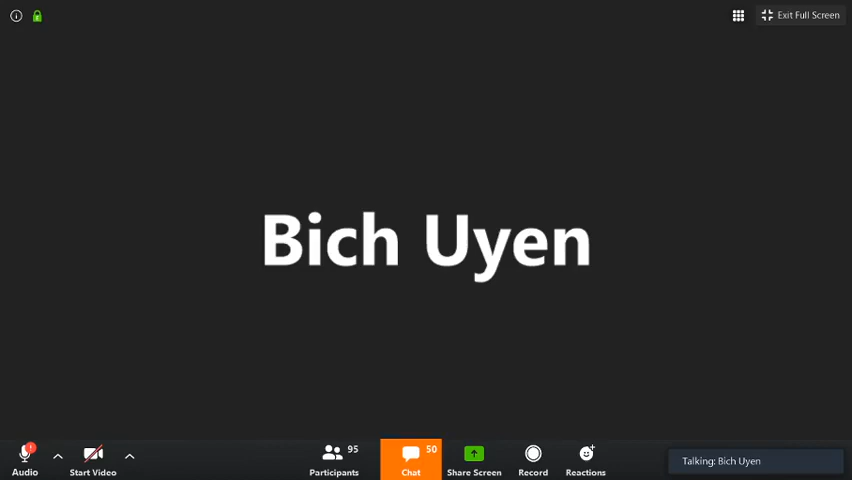 Exit Full Screen
Bich Uyen
95
50
Audio
Start Video
Participants
Chat
Share Screen
Record
Reactions
Talking: Bich Uyen